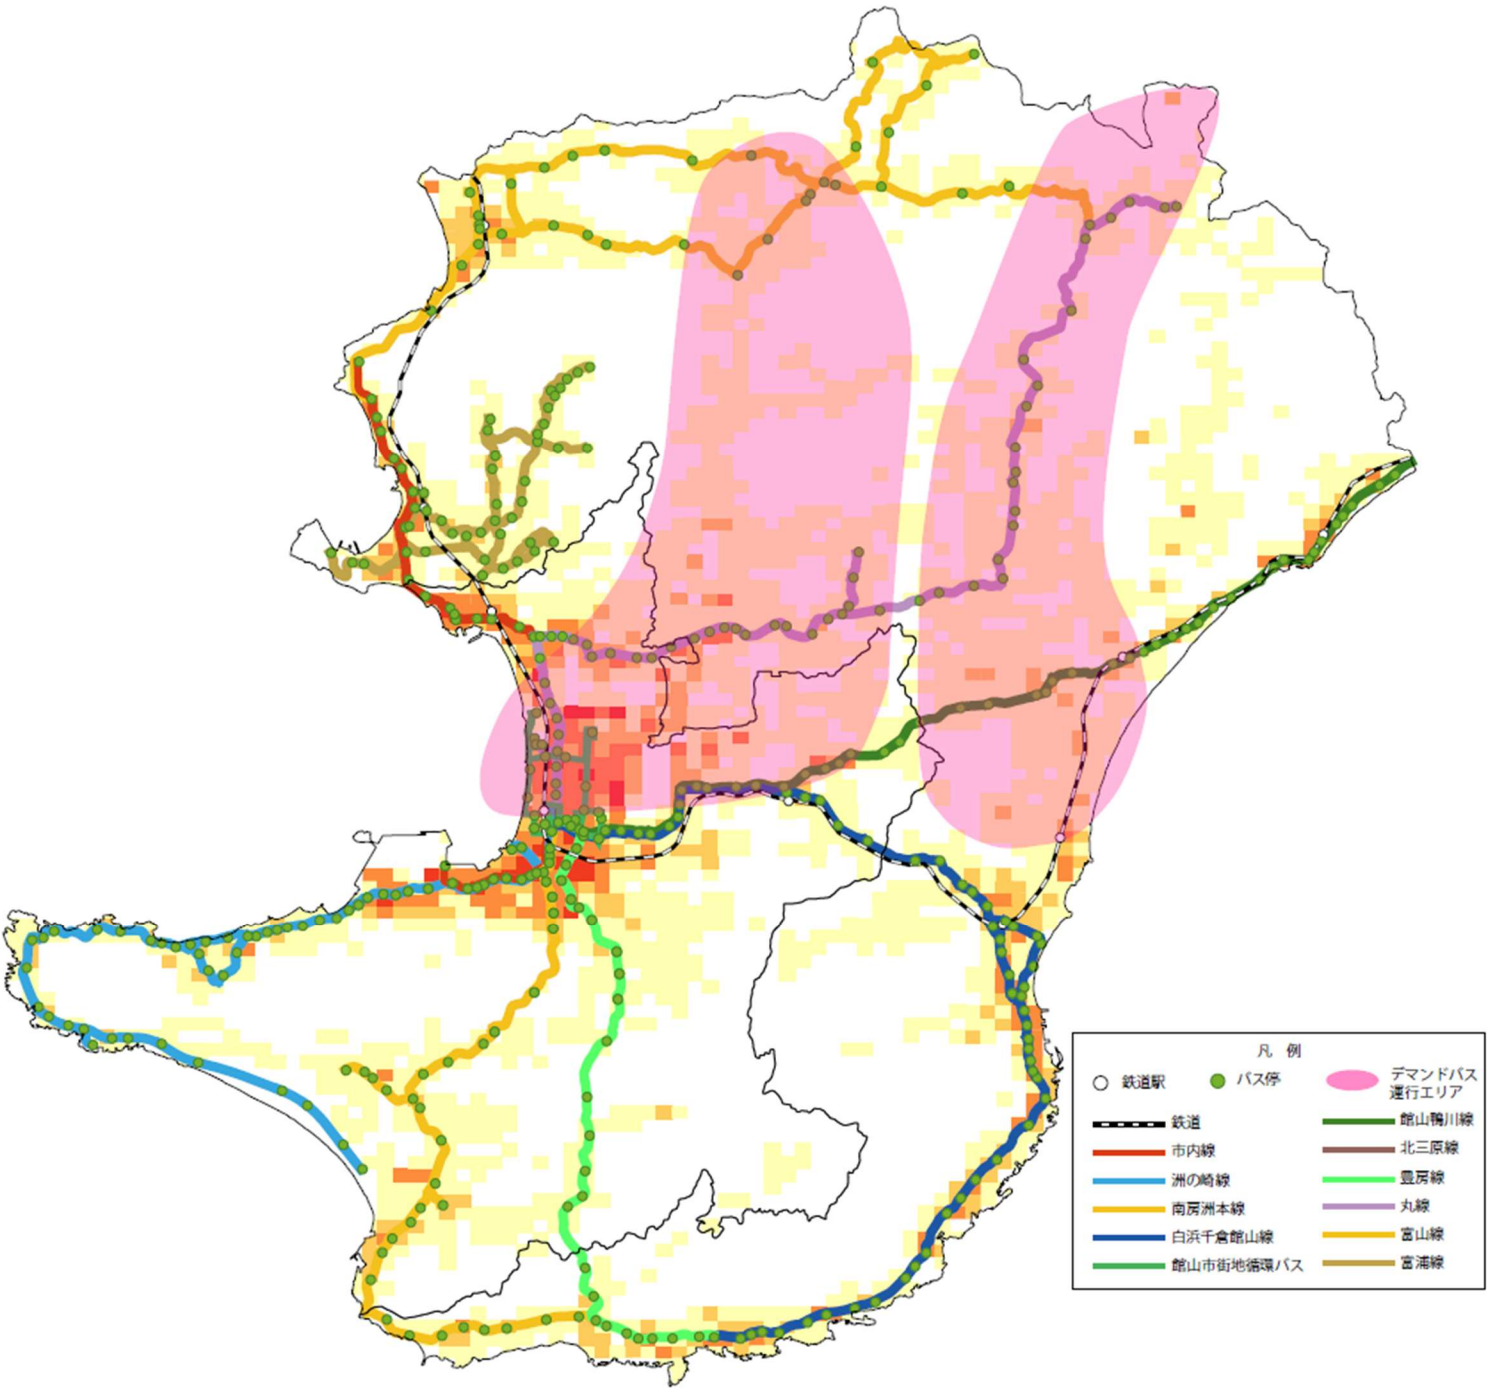 凡 例
鉄道駅
バス停
デマンドバス
運行エリア
鉄道
市内線
洲の崎線
南房洲本線
白浜千倉館山線
館山市街地循環バス
館山鴨川線
北三原線
豊房線
丸線
富山線
富浦線